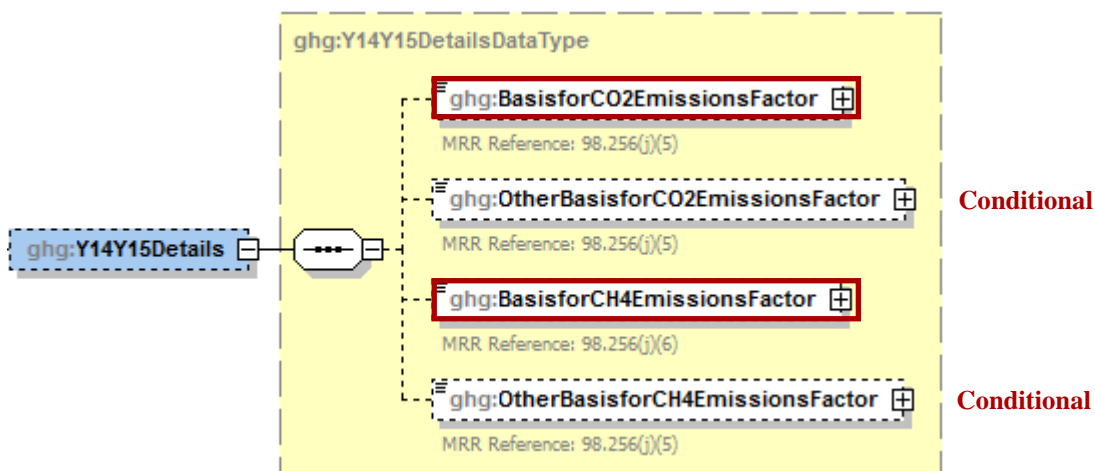 ghg:Y14Y15DetailsDataType
ghg:BasisforCO2EmissionsFactor
MRR Reference: 98.256(j)(5)
ghg:OtherBasisforCO2EmissionsFactor
Conditional
MRR Reference: 98.256(j)(5)
ghg:Y14Y15Details
ghg:BasisforCH4EmissionsFactor
MRR Reference: 98.256(j)(6)
ghg:OtherBasisforCH4EmissionsFactor
Conditional
MRR Reference: 98.256(j)(5)